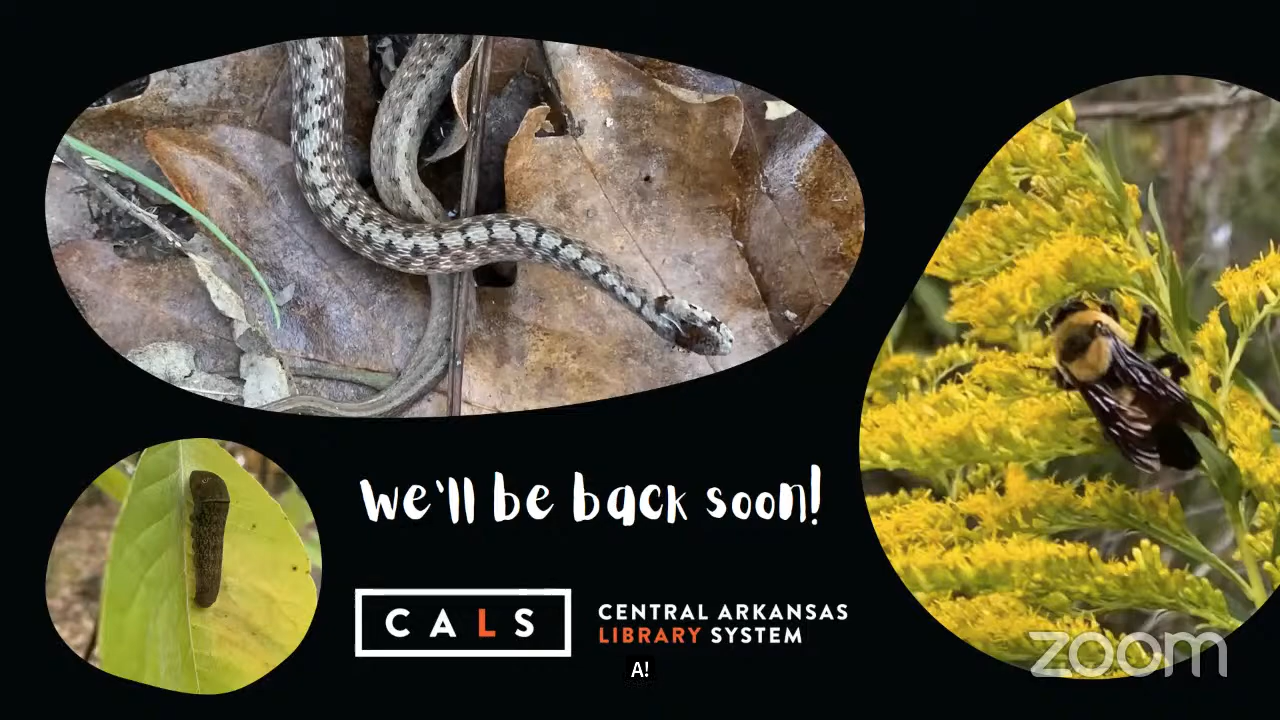 we'll be back soon!
CALS
CENTRAL ARKANSAS
LIBRARY SYSTEM
A!
zoom